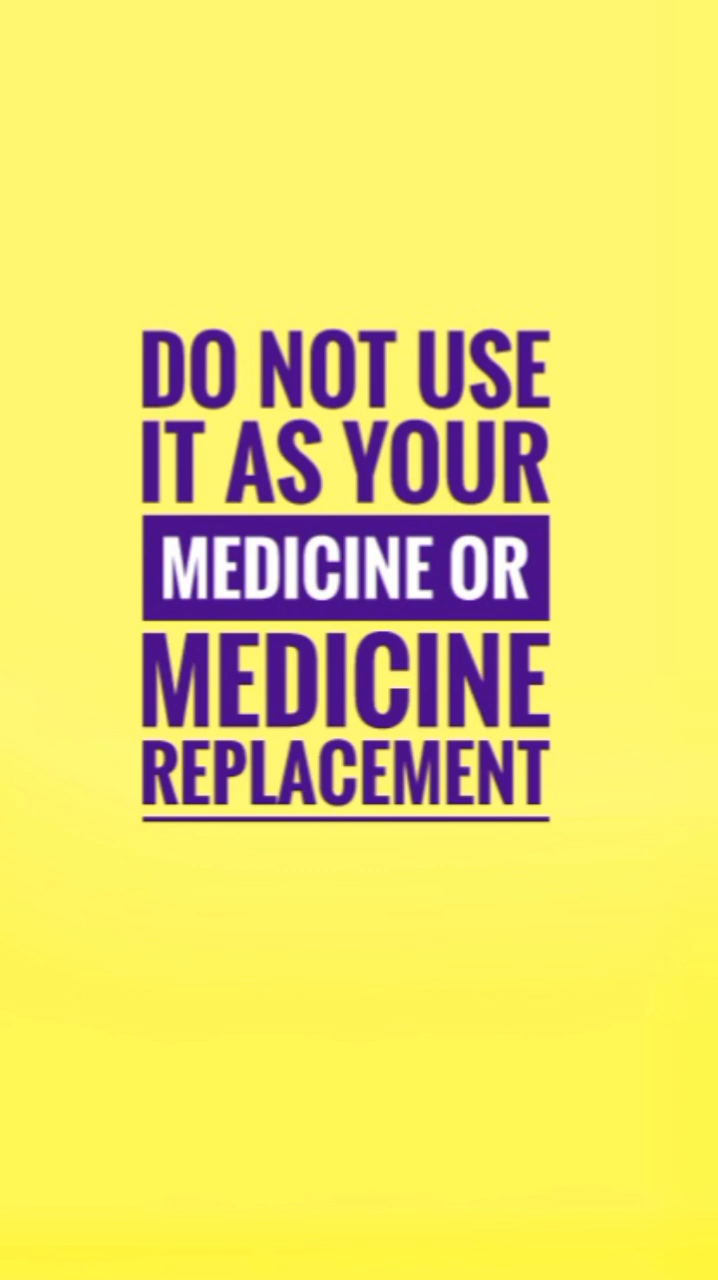 DO NOT USE
IT AS YOUR
MEDICINE OR
MEDICINE
REPLACEMENT